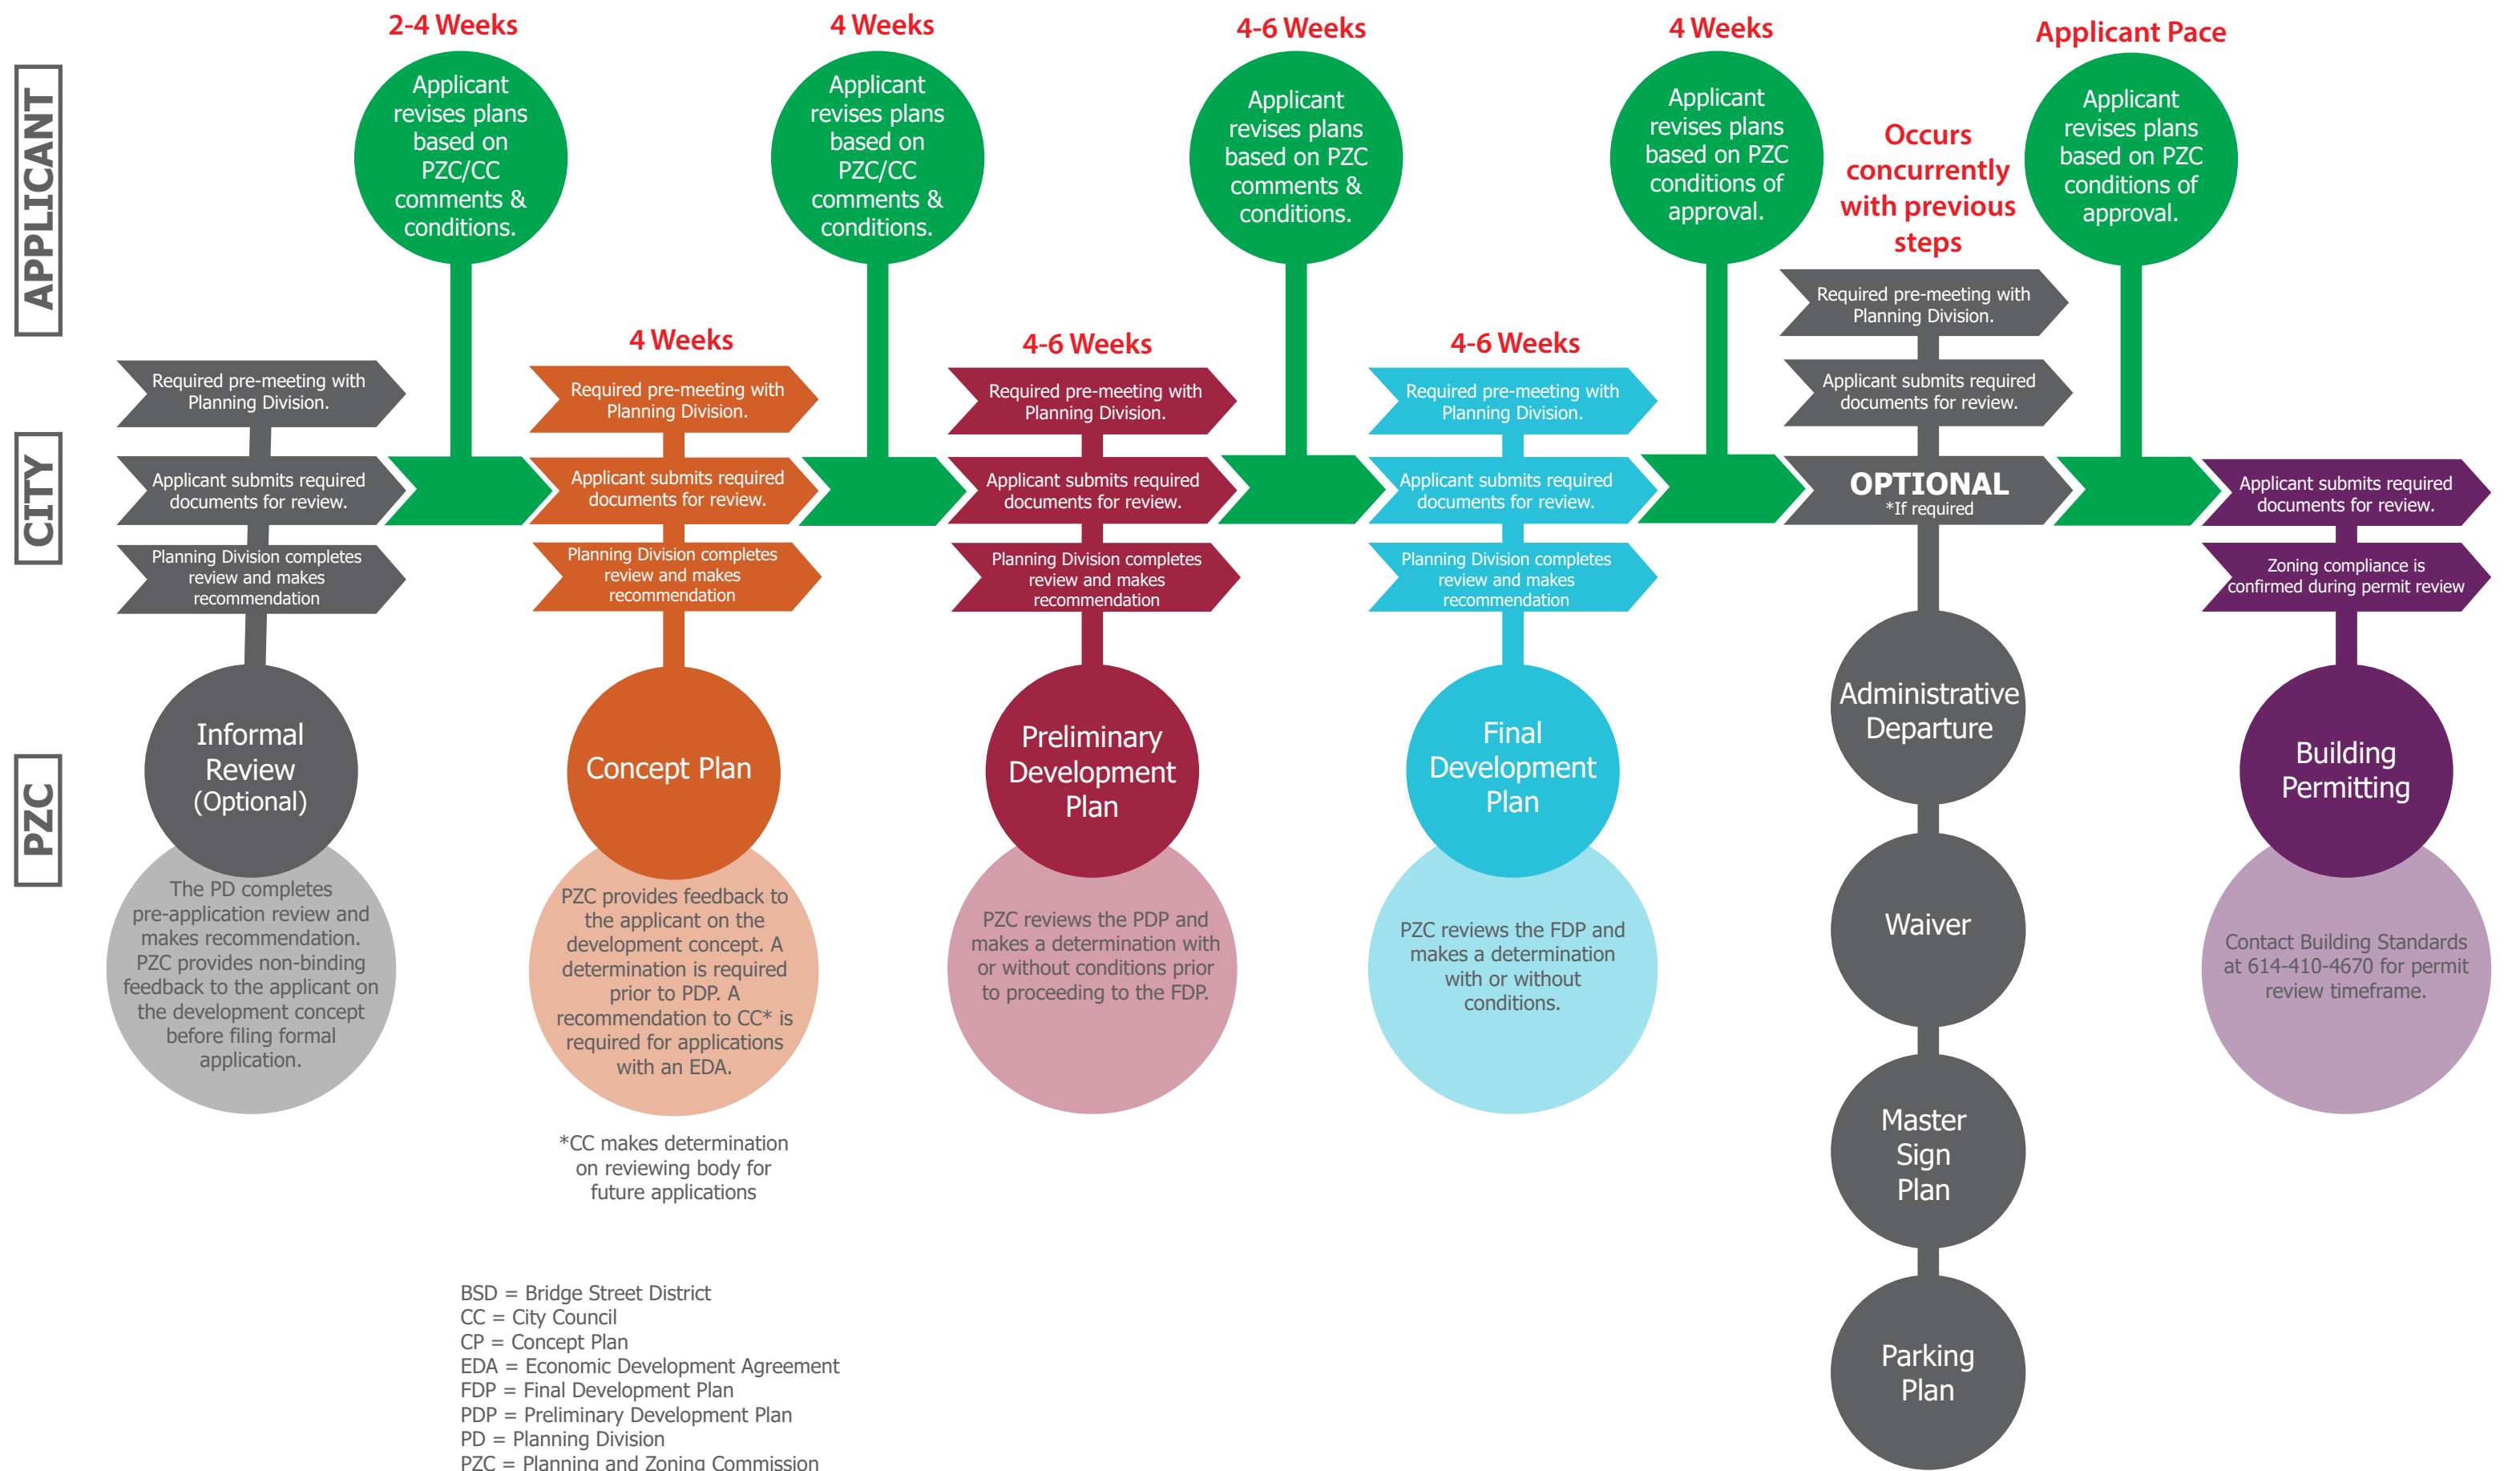 APPLICANT
CITY
PZC
2-4 Weeks
Applicant
revises plans
based on
PZC/CC
comments &
conditions.
4 Weeks
Applicant
revises plans
based on
PZC/CC
comments &
conditions.
4-6 Weeks
Applicant
revises plans
based on PZC
comments &
conditions.
4 Weeks
Applicant
revises plans
based on PZC
conditions of
approval.
Applicant Pace
Applicant
revises plans
based on PZC
conditions of
approval.
Required pre-meeting with
Planning Division.
Applicant submits required
documents for review.
Planning Division completes
review and makes
recommendation
Informal
Review
(Optional)
The PD completes
pre-application review and
makes recommendation.
PZC provides non-binding
feedback to the applicant on
the development concept
before filing formal
application.
4 Weeks
Required pre-meeting with
Planning Division.
Applicant submits required
documents for review.
Planning Division completes
review and makes
recommendation
Concept Plan
PZC provides feedback to
the applicant on the
development concept. A
determination is required
prior to PDP. A
recommendation to CC* is
required for applications
with an EDA.
*CC makes determination
on reviewing body for
future applications
4-6 Weeks
Required pre-meeting with
Planning Division.
Applicant submits required
documents for review.
Planning Division completes
review and makes
recommendation
Preliminary
Development
Plan
PZC reviews the PDP and
makes a determination with
or without conditions prior
to proceeding to the FDP.
4-6 Weeks
Required pre-meeting with
Planning Division.
Applicant submits required
documents for review.
Planning Division completes
review and makes
recommendation
Final
Development
Plan
PZC reviews the FDP and
makes a determination
with or without
conditions.
Occurs
concurrently
with previous
steps
Required pre-meeting with
Planning Division.
Applicant submits required
documents for review.
OPTIONAL
*If required
Administrative
Departure
Waiver
Master
Sign
Plan
Parking
Plan
Applicant submits required
documents for review.
Zoning compliance is
confirmed during permit review
Building
Permitting
Contact Building Standards
at 614-410-4670 for permit
review timeframe.
BSD = Bridge Street District
CC = City Council
CP = Concept Plan
EDA = Economic Development Agreement
FDP = Final Development Plan
PDP = Preliminary Development Plan
PD = Planning Division
PZC = Planning and Zoning Commission